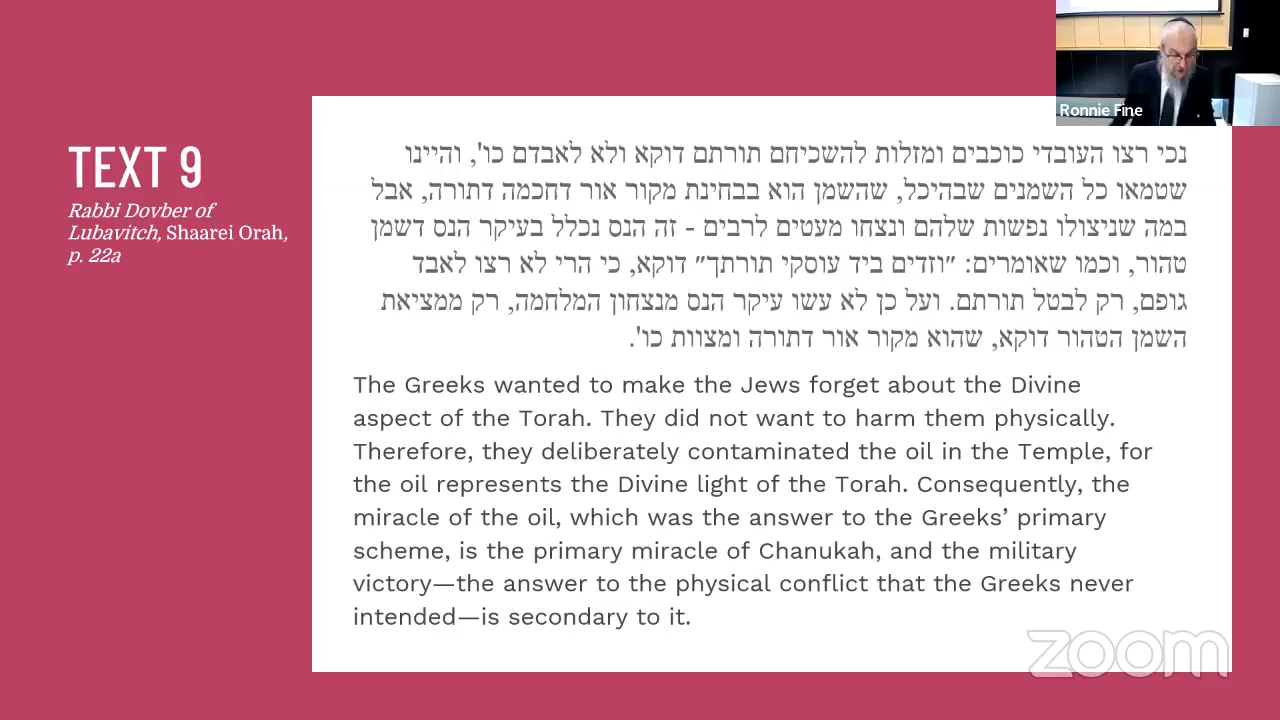 Ronnie Fine
TEXT 9
Rabbi Dovber of
Lubavitch, Shaarei Orah,
p. 22a
נכי רצו העובדי כוכבים ומזלות להשכיחם תורתם דוקא ולא לאבדם כו', והיינו
שטמאו כל השמנים שבהיכל, שהשמן הוא בבחינת מקור אור דחכמה דתורה, אבל
במה שניצולו נפשות שלהם ונצחו מעטים לרבים - זה הנס נכלל בעיקר הנס דשמן
טהור, וכמו שאומרים: "וזדים ביד עוסקי תורתך" דוקא, כי הרי לא רצו לאבד
גופם, רק לבטל תורתם. ועל כן לא עשו עיקר הנס מנצחון המלחמה, רק ממציאת
השמן הטהור דוקא, שהוא מקור אור דתורה ומצוות כו'.
The Greeks wanted to make the Jews forget about the Divine
aspect of the Torah. They did not want to harm them physically.
Therefore, they deliberately contaminated the oil in the Temple, for
the oil represents the Divine light of the Torah. Consequently, the
miracle of the oil, which was the answer to the Greeks' primary
scheme, is the primary miracle of Chanukah, and the military
victory—the answer to the physical conflict that the Greeks never
intended—is secondary to it.
zoom